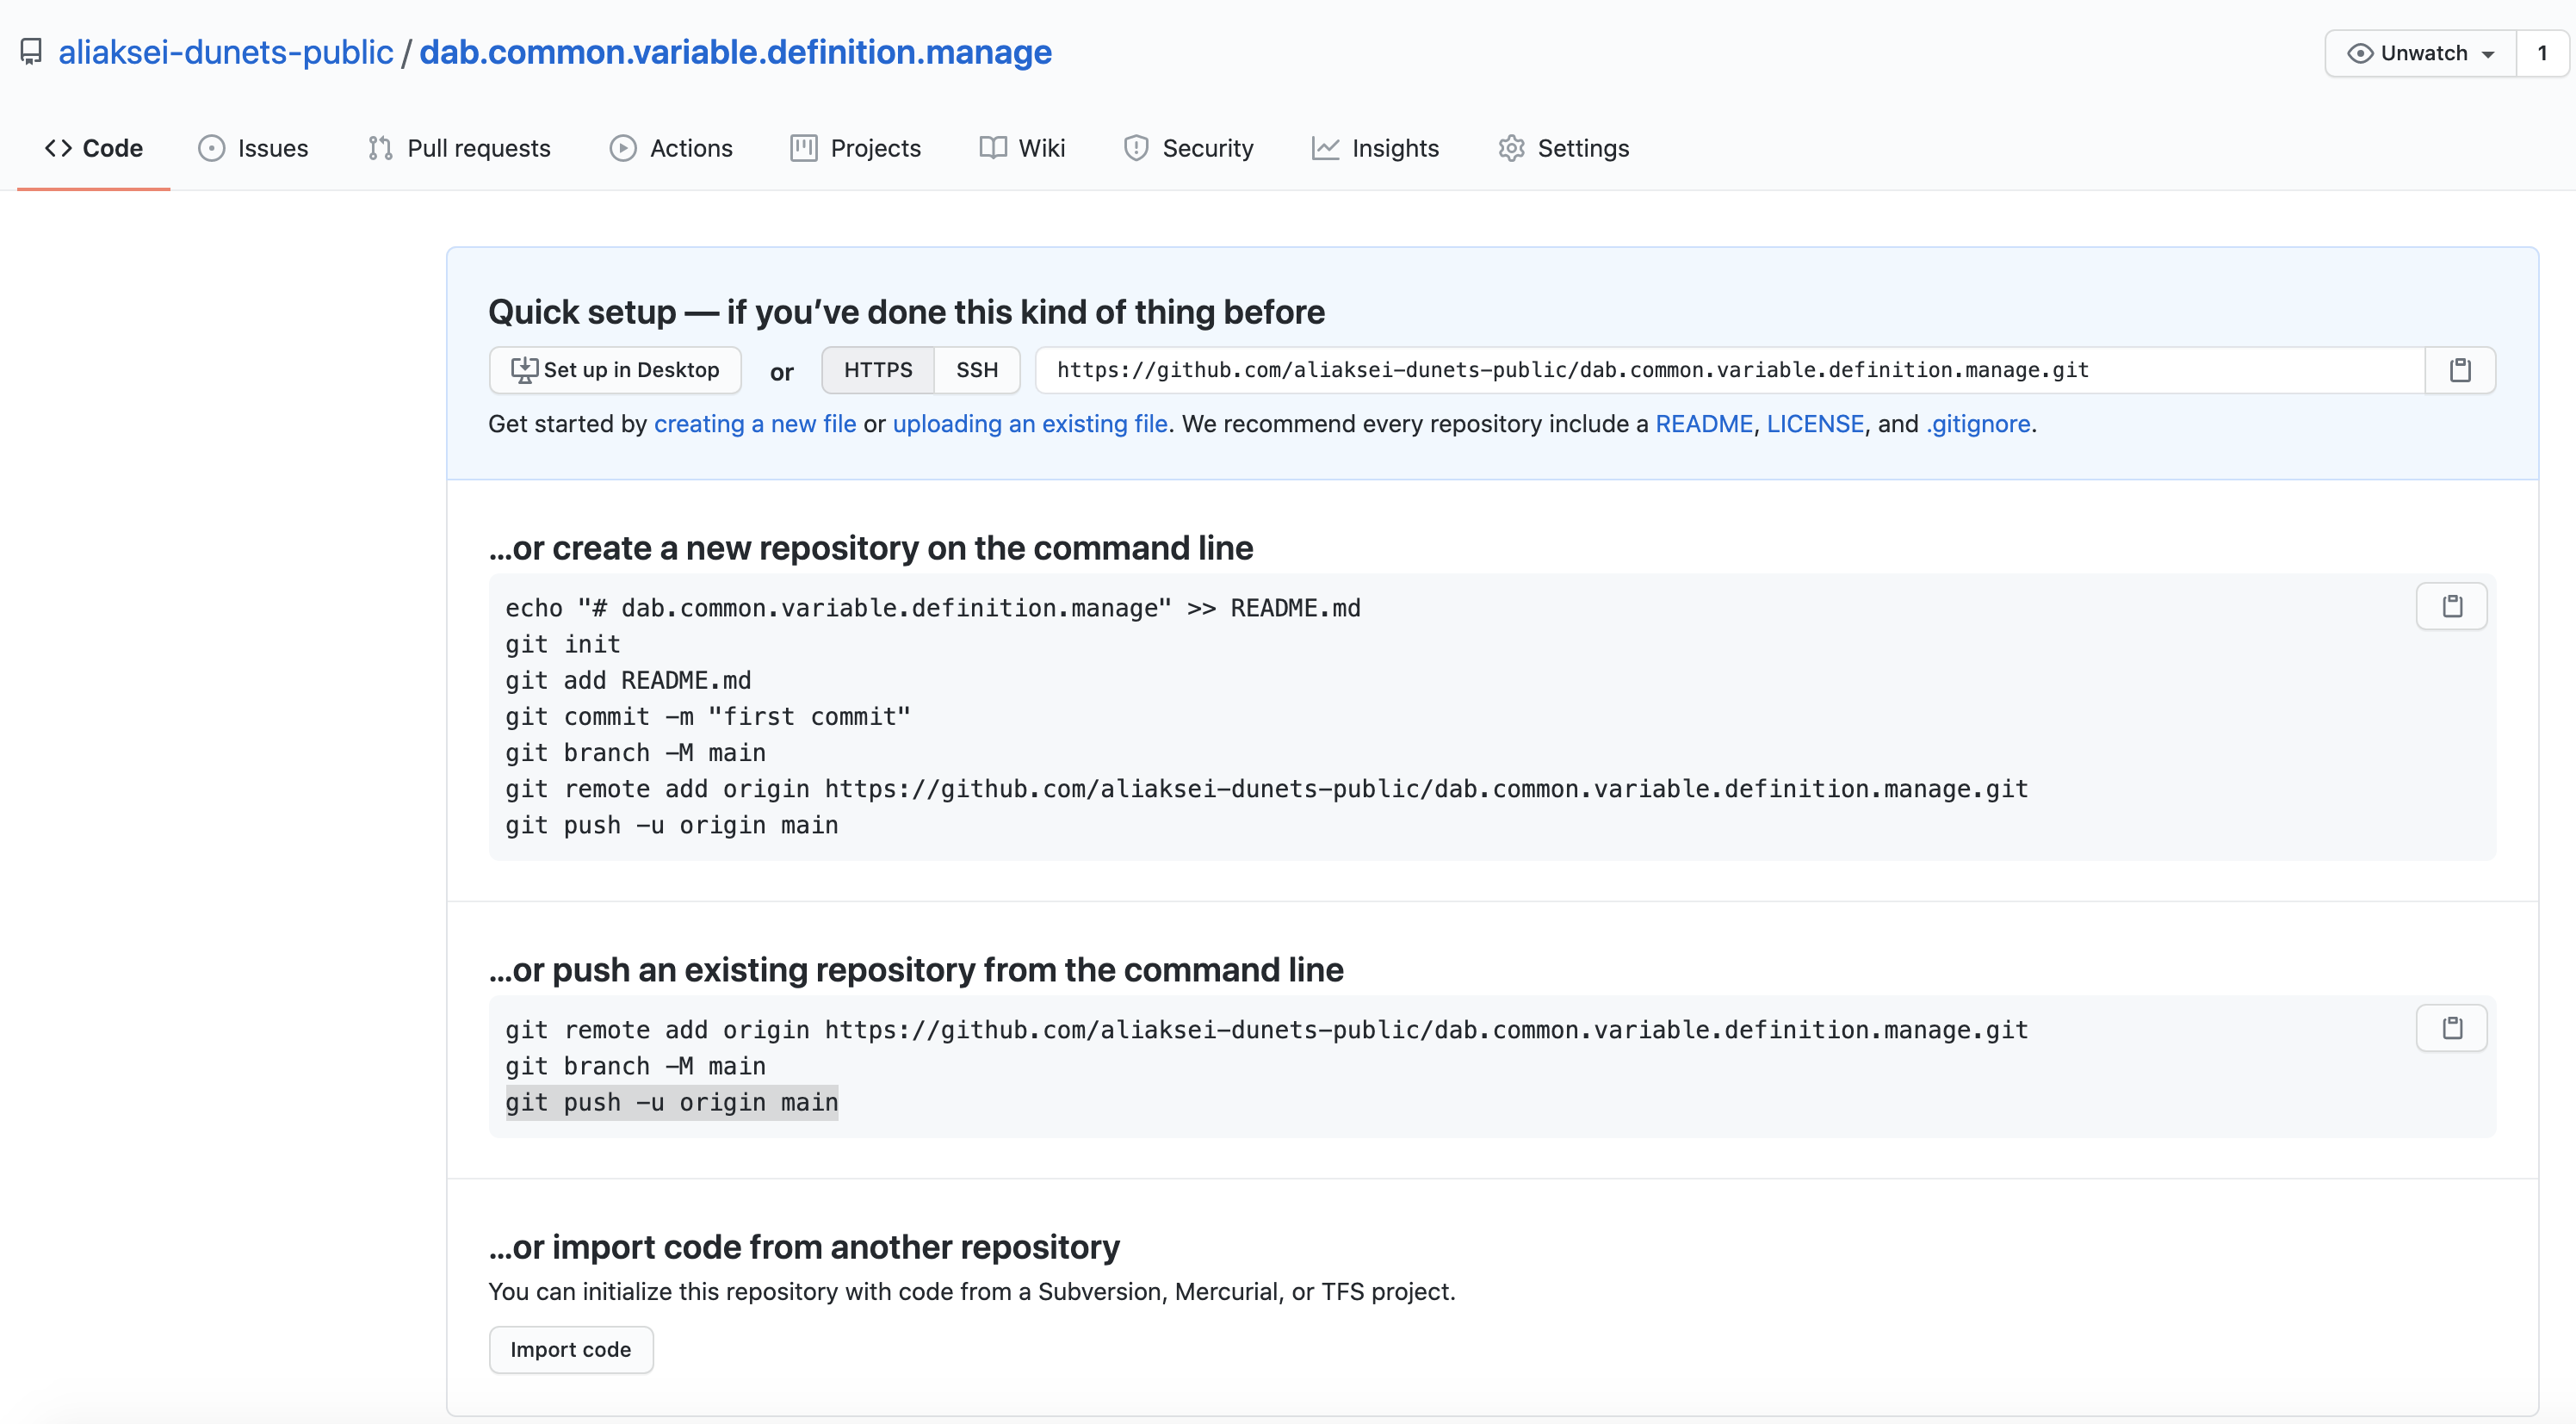 aliaksei-dunets-public / dab.common.variable.definition.manage
Unwatch 1
Code Issues Pull requests Actions Projects Wiki Security Insights Settings
Quick setup — if you’ve done this kind of thing before
Set up in Desktop or HTTPS SSH https://github.com/aliaksei-dunets-public/dab.common.variable.definition.manage.git
Get started by creating a new file or uploading an existing file. We recommend every repository include a README, LICENSE, and .gitignore.
…or create a new repository on the command line
echo "# dab.common.variable.definition.manage" >> README.md
git init
git add README.md
git commit -m "first commit"
git branch -M main
git remote add origin https://github.com/aliaksei-dunets-public/dab.common.variable.definition.manage.git
git push -u origin main
…or push an existing repository from the command line
git remote add origin https://github.com/aliaksei-dunets-public/dab.common.variable.definition.manage.git
git branch -M main
git push -u origin main
…or import code from another repository
You can initialize this repository with code from a Subversion, Mercurial, or TFS project.
Import code